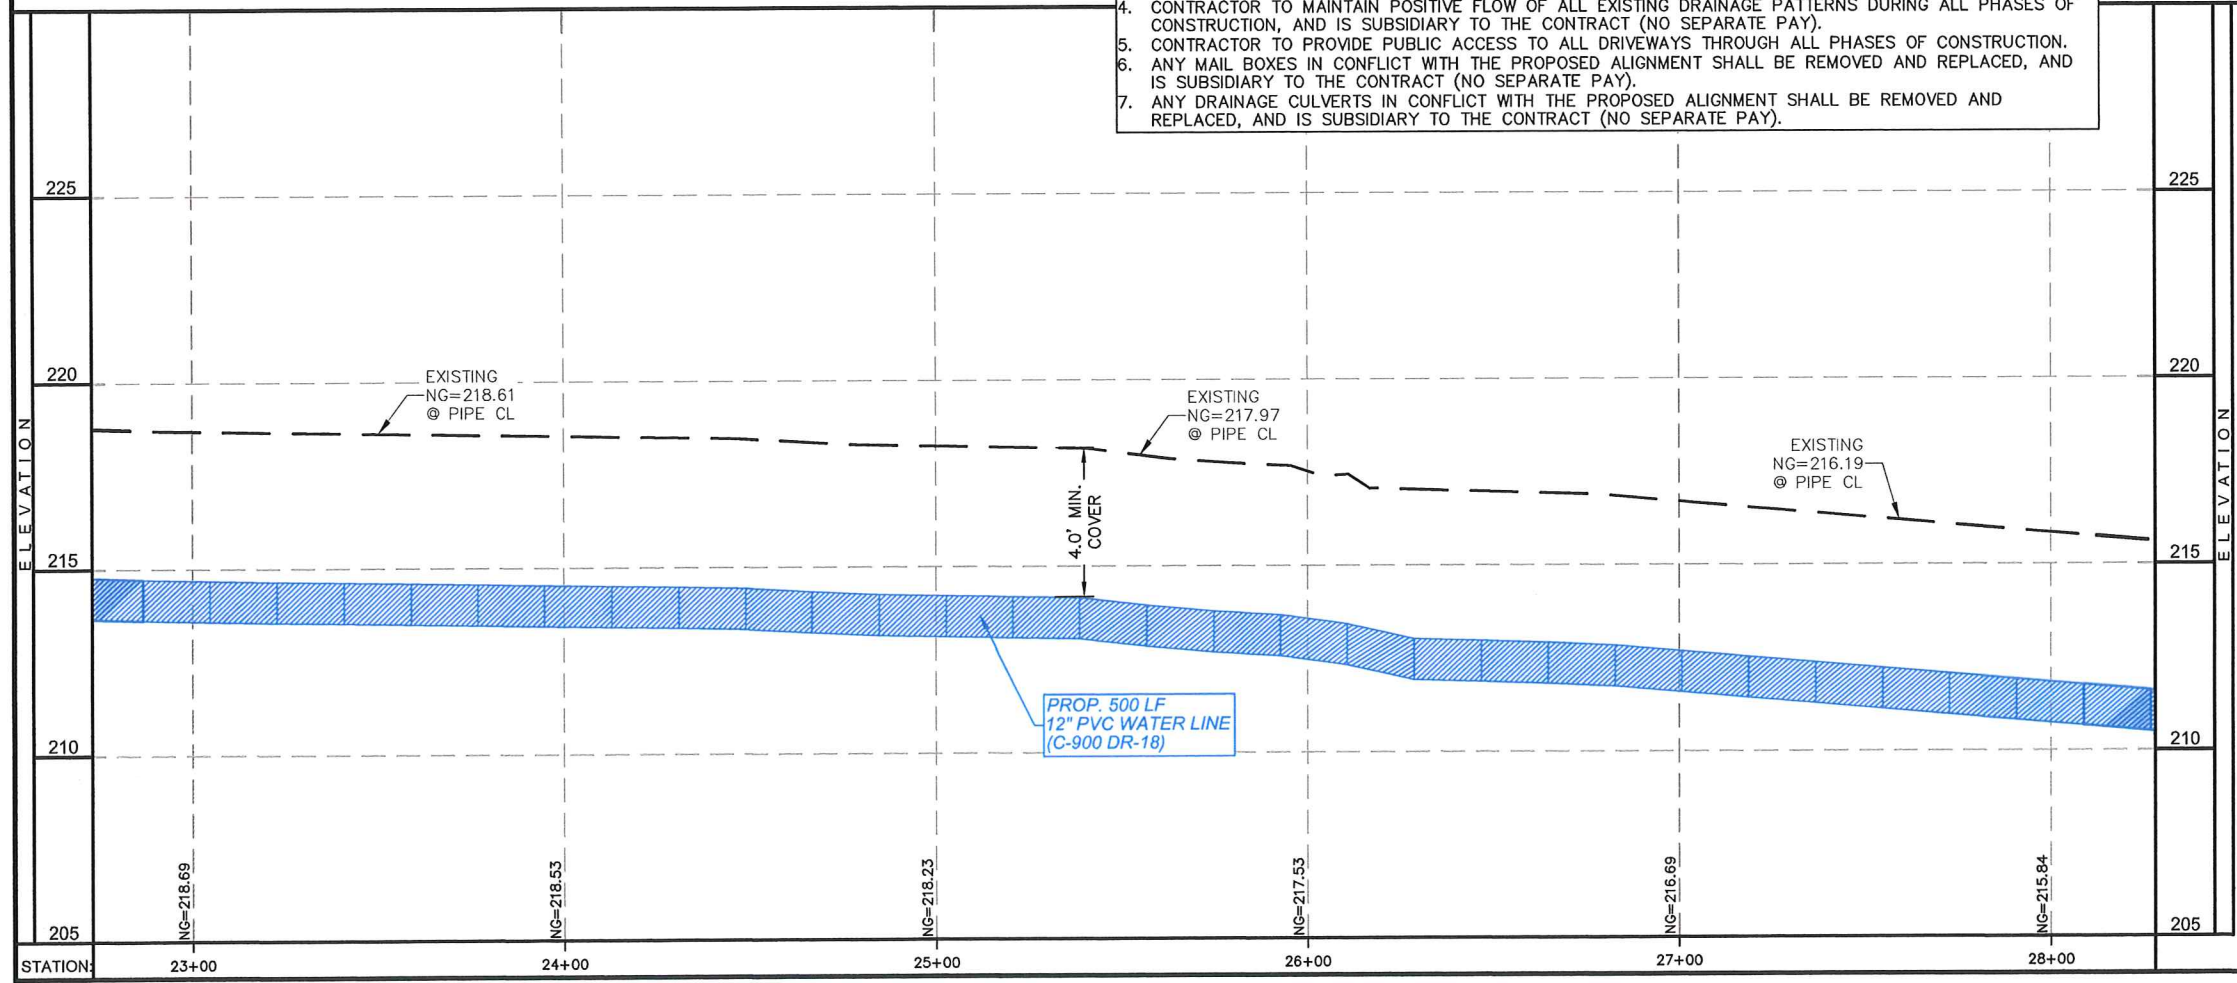 4. CONTRACTOR TO MAINTAIN POSITIVE FLOW OF ALL EXISTING DRAINAGE PATTERNS DURING ALL PHASES OF
CONSTRUCTION, AND IS SUBSIDIARY TO THE CONTRACT (NO SEPARATE PAY).
5. CONTRACTOR TO PROVIDE PUBLIC ACCESS TO ALL DRIVEWAYS THROUGH ALL PHASES OF CONSTRUCTION.
6. ANY MAIL BOXES IN CONFLICT WITH THE PROPOSED ALIGNMENT SHALL BE REMOVED AND REPLACED, AND
IS SUBSIDIARY TO THE CONTRACT (NO SEPARATE PAY).
7. ANY DRAINAGE CULVERTS IN CONFLICT WITH THE PROPOSED ALIGNMENT SHALL BE REMOVED AND
REPLACED, AND IS SUBSIDIARY TO THE CONTRACT (NO SEPARATE PAY).
225
225
220
220
EXISTING
NG=218.61
@ PIPE CL
EXISTING
NG=217.97
@ PIPE CL
EXISTING
NG=216.19
@ PIPE CL
ELEVATION
ELEVATION
4.0' MIN.
COVER
215
215
PROP. 500 LF
12" PVC WATER LINE
(C-900 DR-18)
210
210
NG=218.69
NG=218.53
NG=218.23
NG=217.53
NG=216.69
NG=215.84
205
205
STATION:
23+00
24+00
25+00
26+00
27+00
28+00